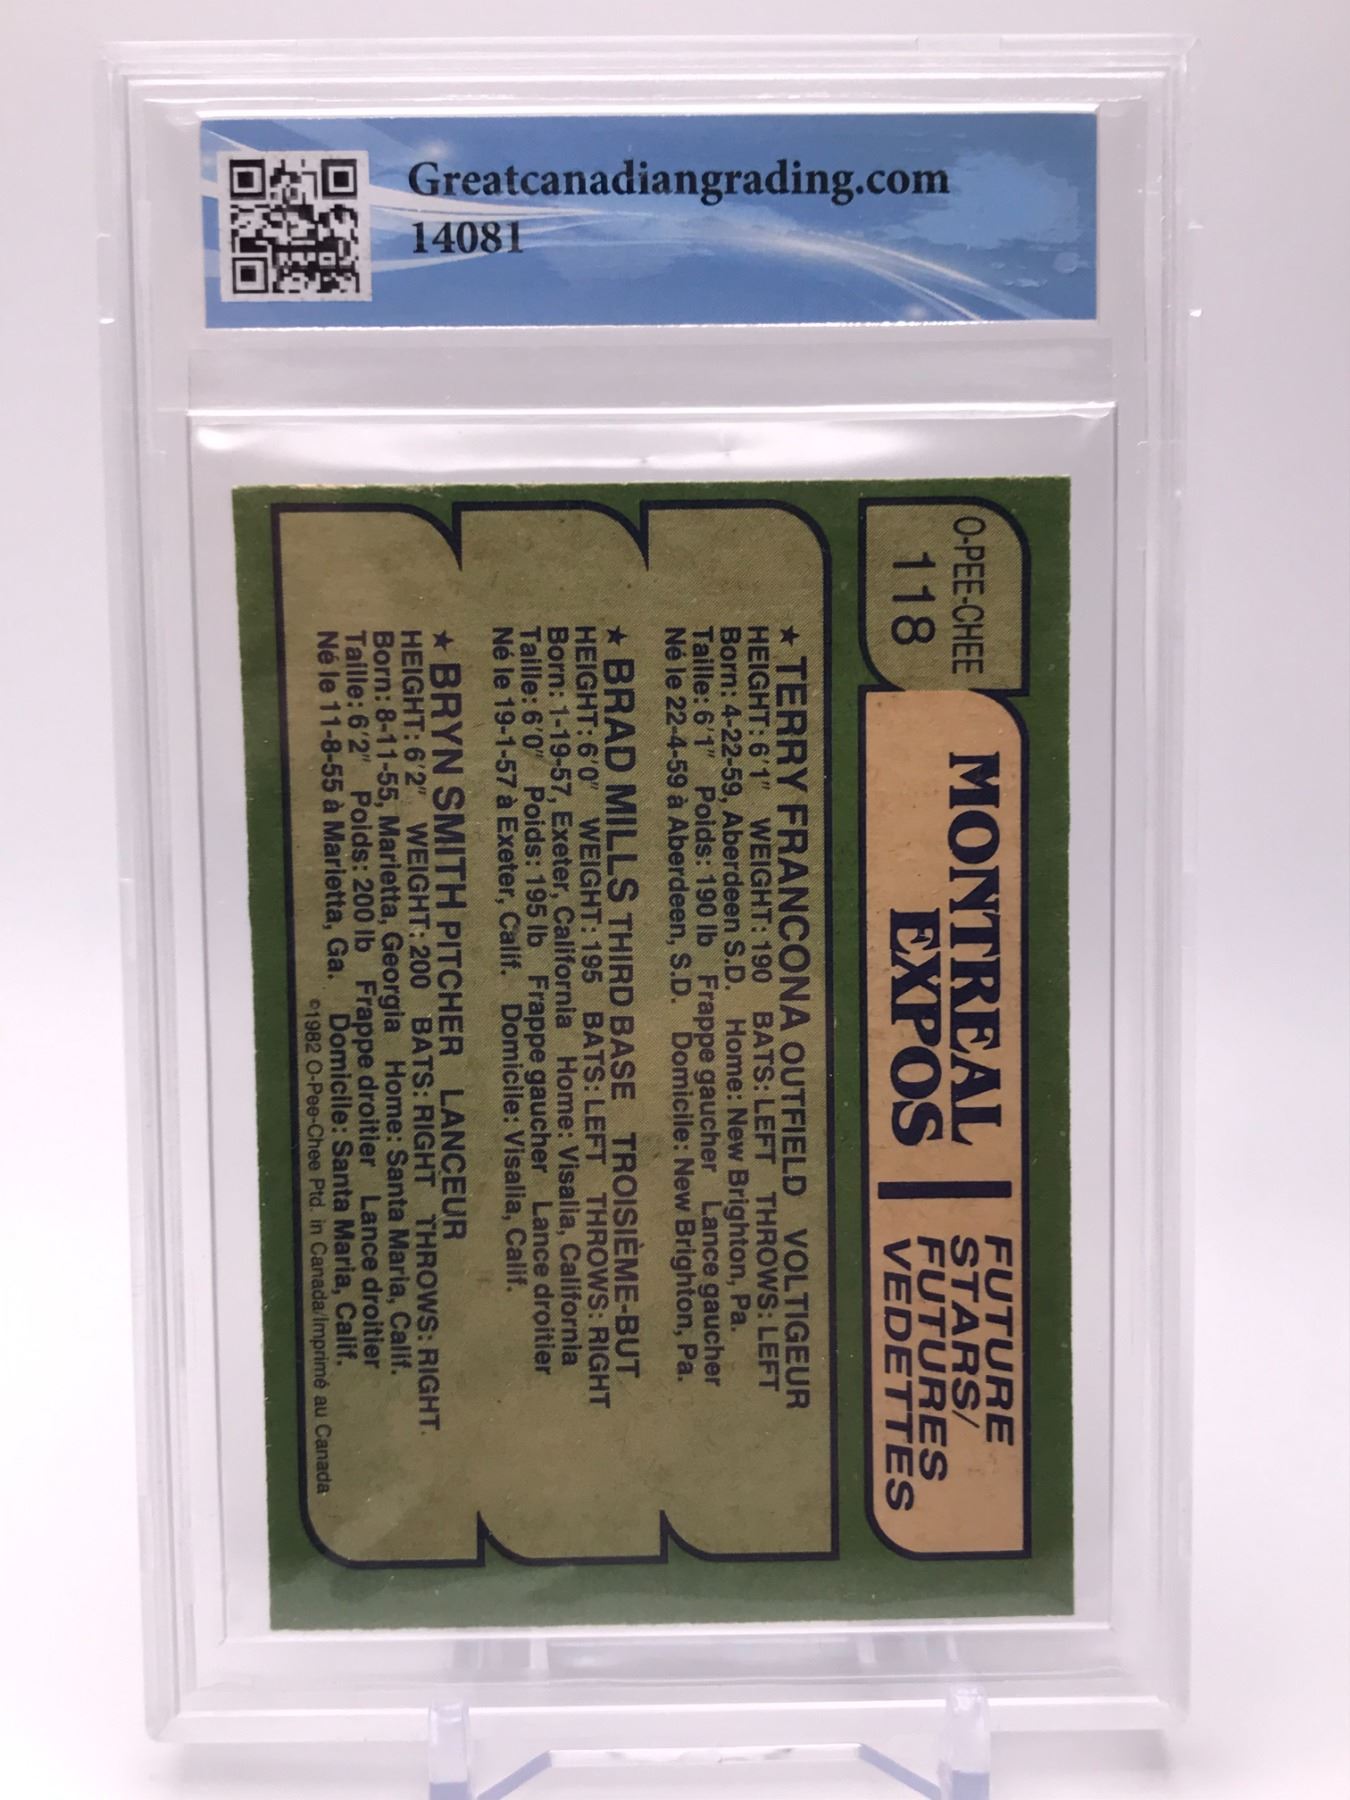 Greatcanadiangrading.com
14081
O-PEE-CHEE
118
MONTREAL
EXPOS
FUTURE
STARS/
FUTURES
VEDETTES
★ TERRY FRANCONA OUTFIELD VOLTIGEUR
HEIGHT: 6'1" WEIGHT: 190 BATS: LEFT THROWS: LEFT
Born: 4-22-59, Aberdeen S.D. Home: New Brighton, Pa.
Taille: 6'1" Poids: 190 lb Frappe gaucher Lance gaucher
Né le 22-4-59 à Aberdeen, S.D. Domicile: New Brighton, Pa.
★ BRAD MILLS THIRD BASE TROISIÈME-BUT
HEIGHT: 6'0" WEIGHT: 195 BATS: LEFT THROWS: RIGHT
Born: 1-19-57, Exeter, California Home: Visalia, California
Taille: 6'0" Poids: 195 lb Frappe gaucher Lance droitier
Né le 19-1-57 à Exeter, Calif. Domicile: Visalia, Calif.
★ BRYN SMITH PITCHER LANCEUR
HEIGHT: 6'2" WEIGHT: 200 BATS: RIGHT THROWS: RIGHT
Born: 8-11-55, Marietta, Georgia Home: Santa Maria, Calif.
Taille: 6'2" Poids: 200 lb Frappe droitier Lance droitier
Né le 11-8-55 à Marietta, Ga. Domicile: Santa Maria, Calif.
©1982 O-Pee-Chee Ptd. in Canada/Imprimé au Canada